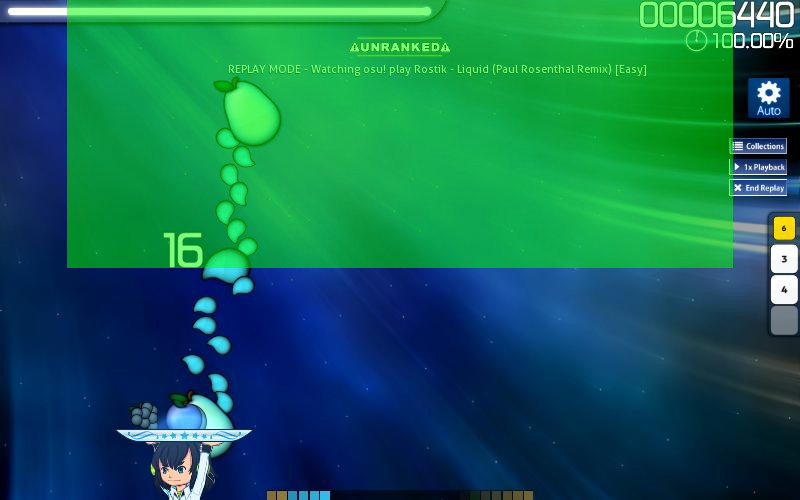 00006440
100.00%
⚠UNRANKED⚠
REPLAY MODE - Watching osu! play Rostik - Liquid (Paul Rosenthal Remix) [Easy]
Auto
Collections
1x Playback
End Replay
6
3
4
16